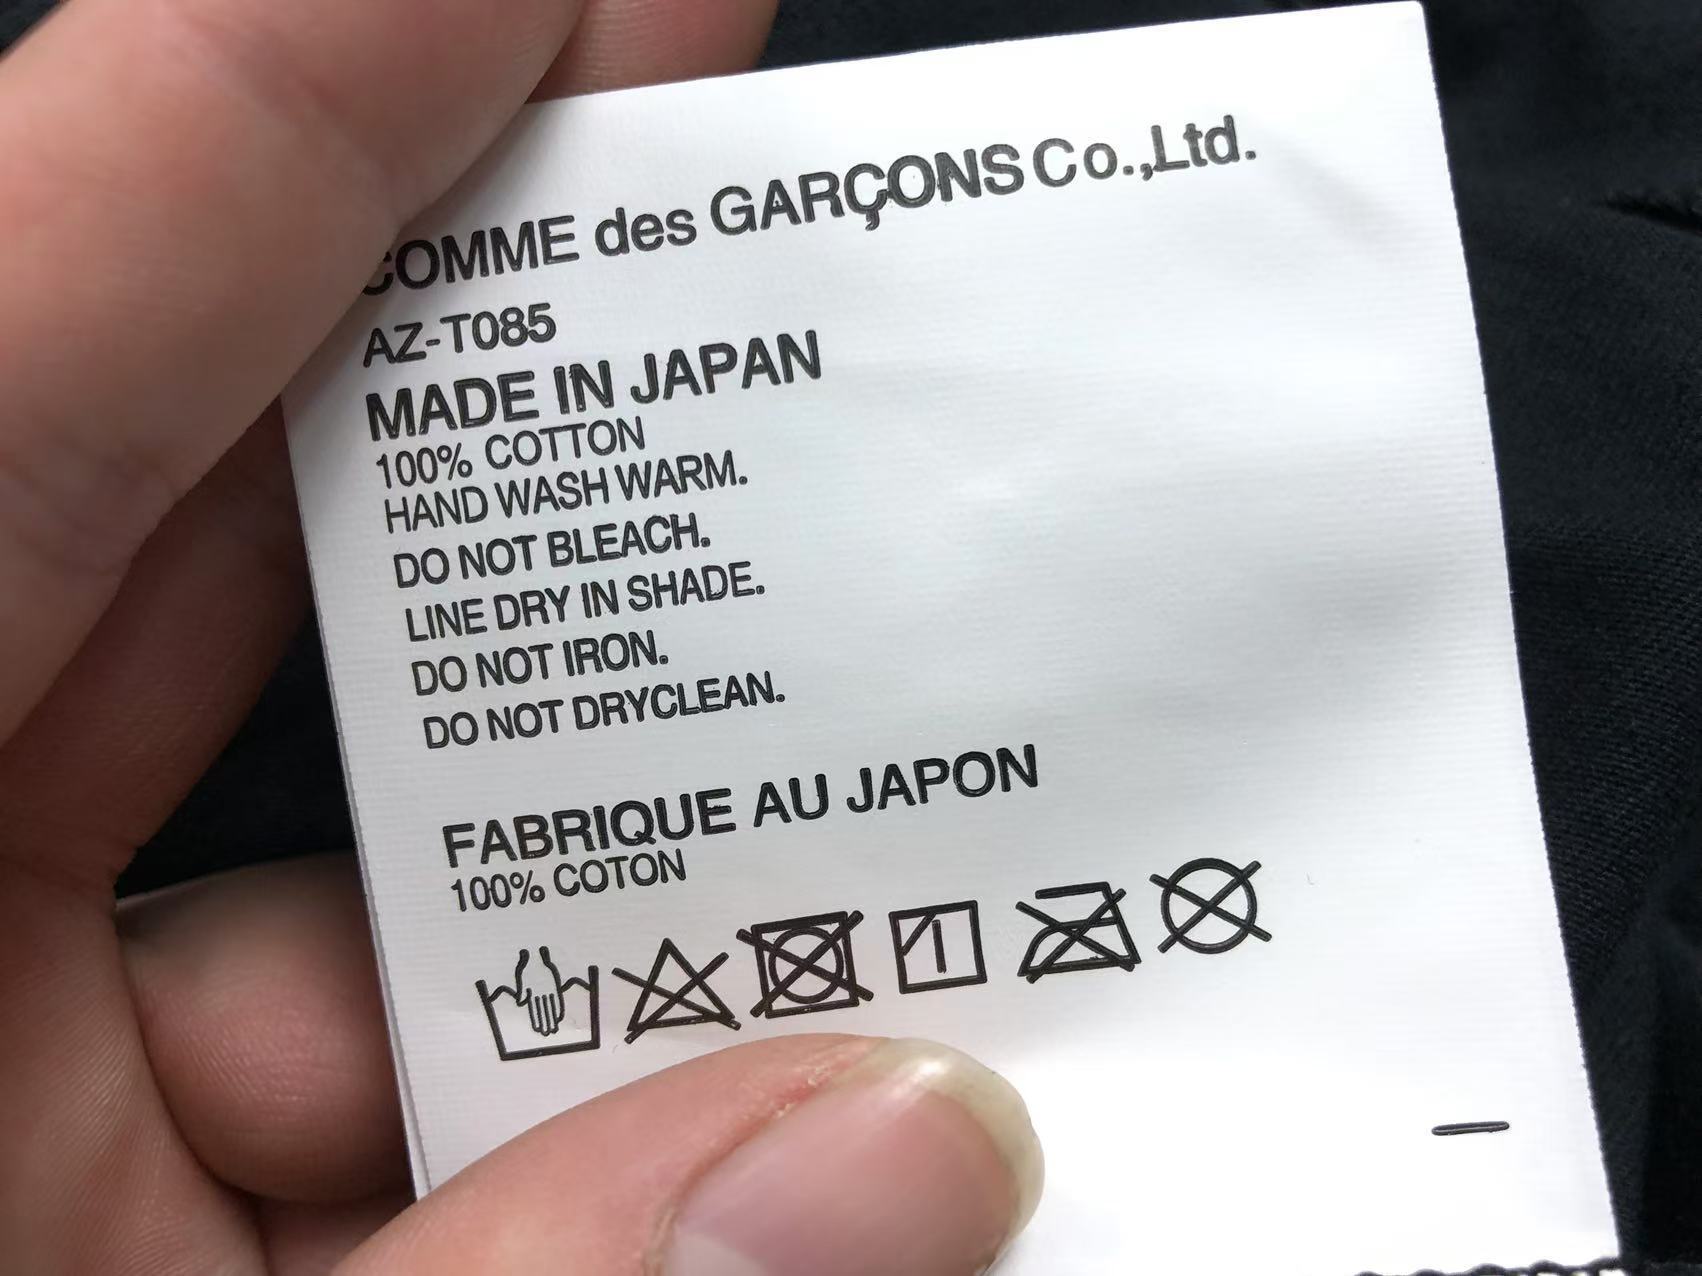 COMME des GARÇONS Co.,Ltd.
AZ-T085
MADE IN JAPAN
100% COTTON
HAND WASH WARM.
DO NOT BLEACH.
LINE DRY IN SHADE.
DO NOT IRON.
DO NOT DRYCLEAN.
FABRIQUE AU JAPON
100% COTON